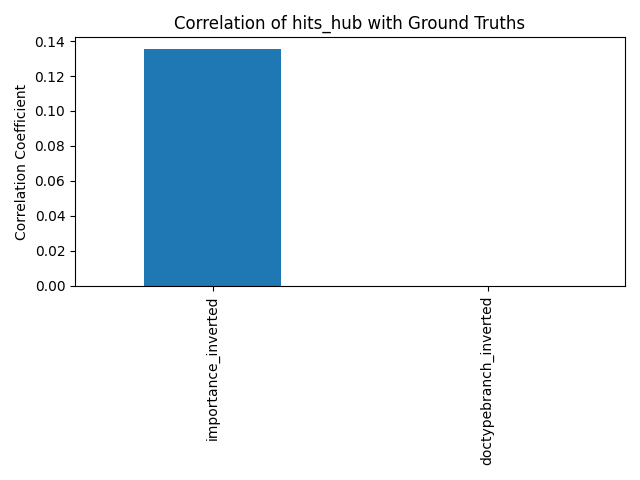 Correlation of hits_hub with Ground Truths
Correlation Coefficient
0.14
0.12
0.10
0.08
0.06
0.04
0.02
0.00
importance_inverted
doctypebranch_inverted